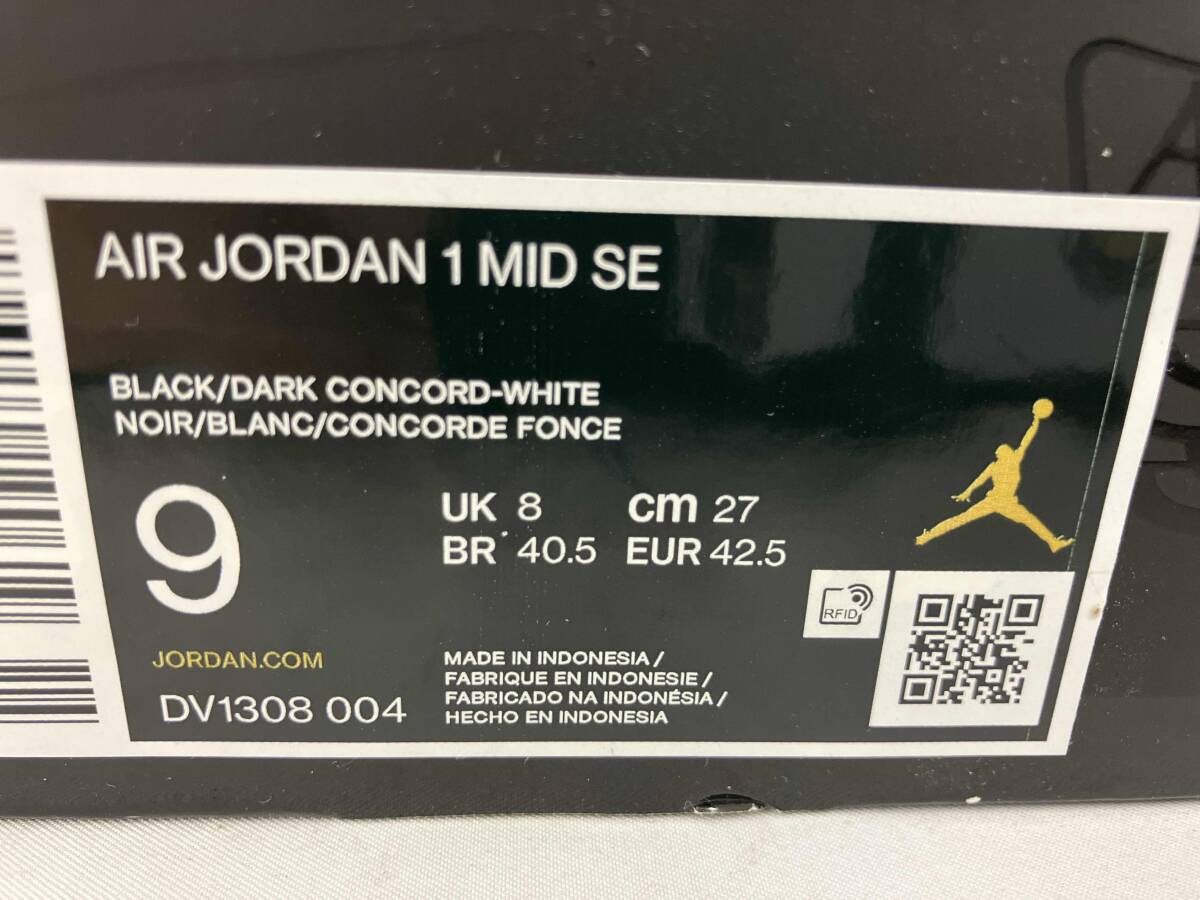 AIR JORDAN 1 MID SE
BLACK/DARK CONCORD-WHITE
NOIR/BLANC/CONCORDE FONCE
9
UK 8 cm 27
BR 40.5 EUR 42.5
RFID
JORDAN.COM
DV1308 004
MADE IN INDONESIA /
FABRIQUE EN INDONESIE /
FABRICADO NA INDONÉSIA /
HECHO EN INDONESIA